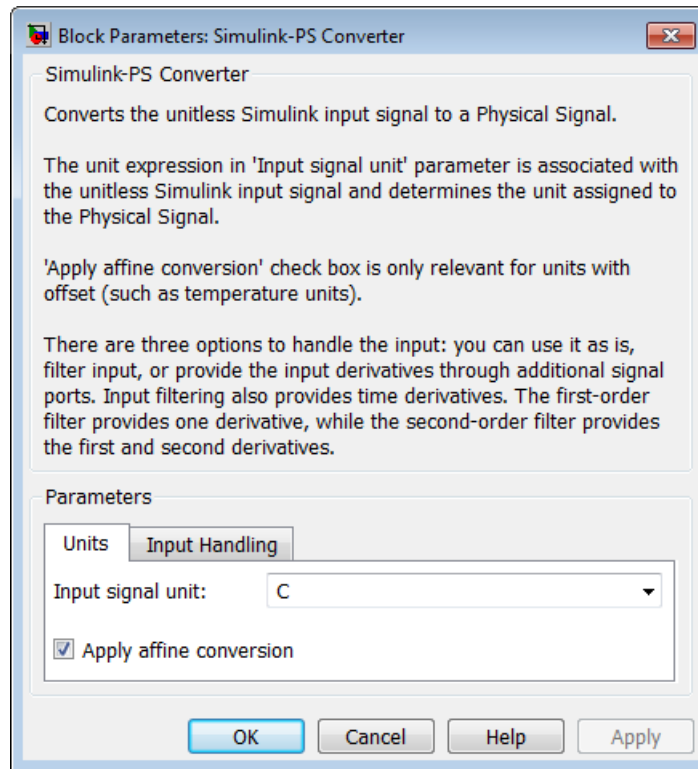 Block Parameters: Simulink-PS Converter
Simulink-PS Converter
Converts the unitless Simulink input signal to a Physical Signal.
The unit expression in 'Input signal unit' parameter is associated with
the unitless Simulink input signal and determines the unit assigned to
the Physical Signal.
'Apply affine conversion' check box is only relevant for units with
offset (such as temperature units).
There are three options to handle the input: you can use it as is,
filter input, or provide the input derivatives through additional signal
ports. Input filtering also provides time derivatives. The first-order
filter provides one derivative, while the second-order filter provides
the first and second derivatives.
Parameters
Units Input Handling
Input signal unit: C
Apply affine conversion
OK Cancel Help Apply